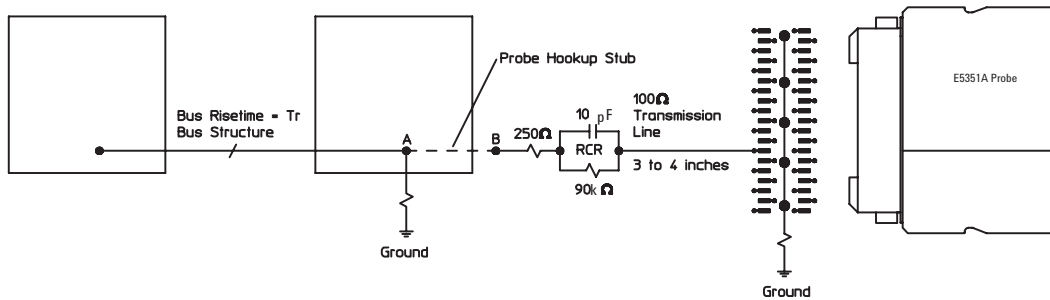 Probe Hookup Stub
Bus Risetime = Tr
Bus Structure
A
B
250Ω
10 pF
RCR
90kΩ
100Ω
Transmission
Line
3 to 4 inches
Ground
Ground
E5351A Probe